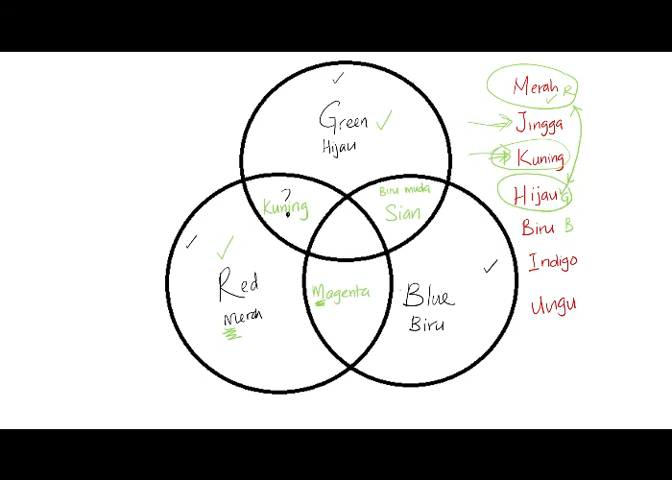 Green
Hijau
?
Kuning
Biru muda
Sian
Red
Merah
Magenta
Blue
Biru
Merah R
Jingga
Kuning
Hijau G
Biru B
Indigo
Ungu